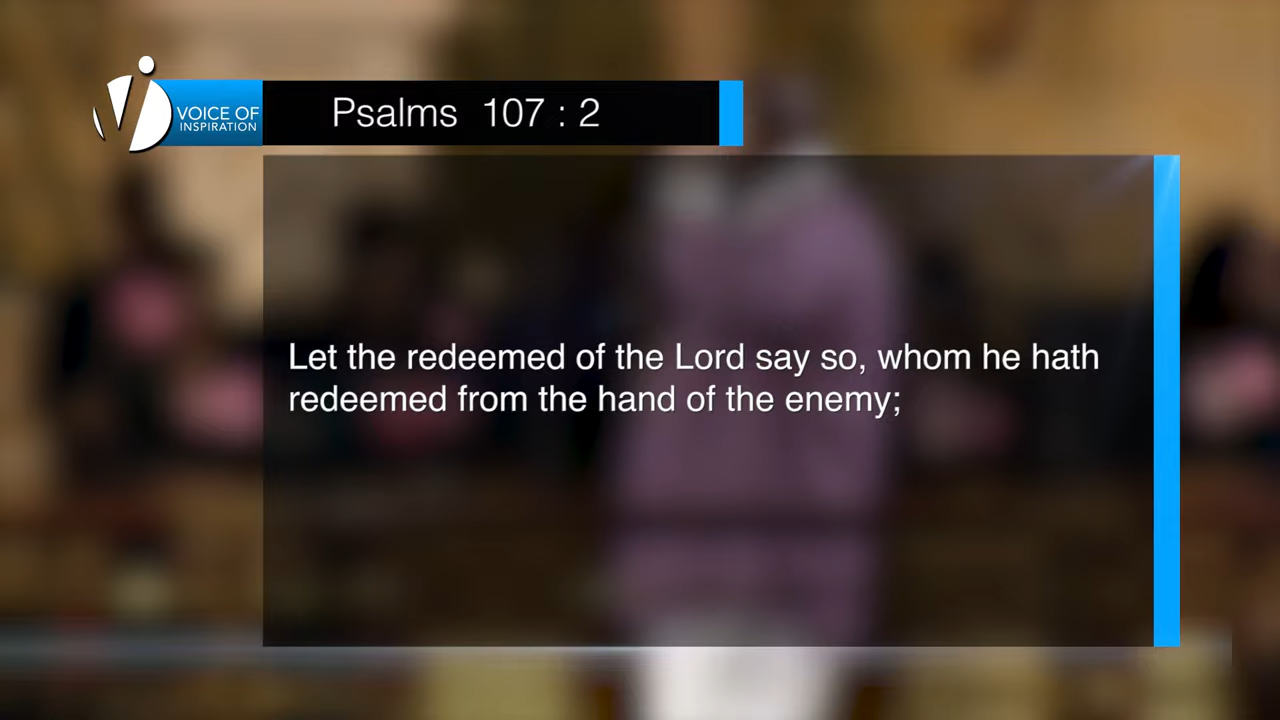 VOICE OF
INSPIRATION
Psalms 107 : 2
Let the redeemed of the Lord say so, whom he hath
redeemed from the hand of the enemy;